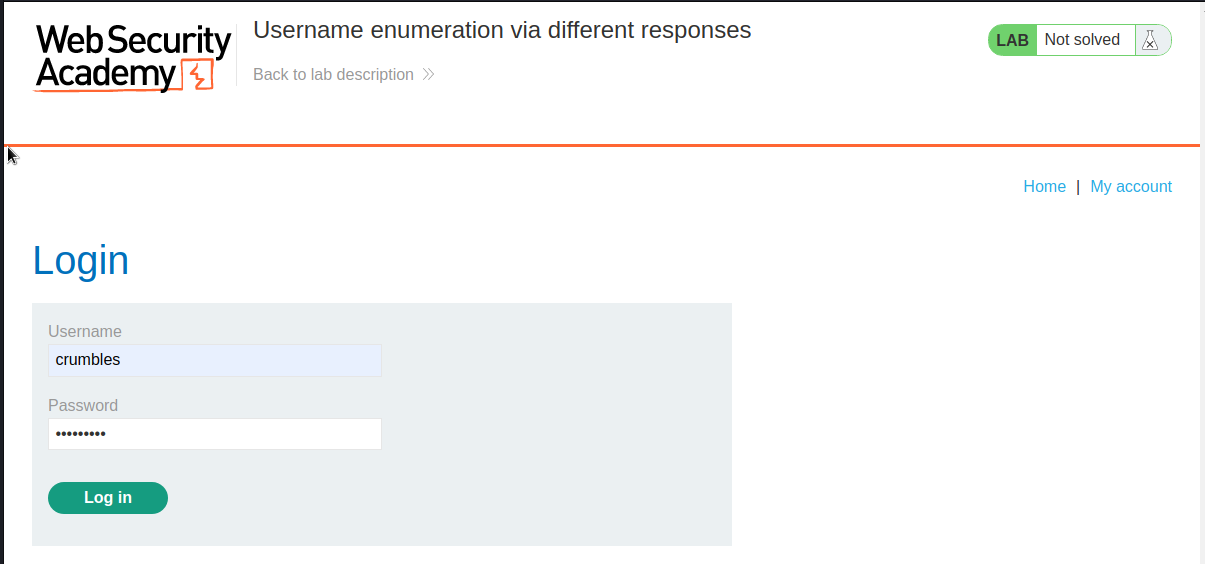 Web Security
Academy
Username enumeration via different responses
Back to lab description
LAB Not solved
Home | My account
Login
Username
crumbles
Password
•••••••••
Log in